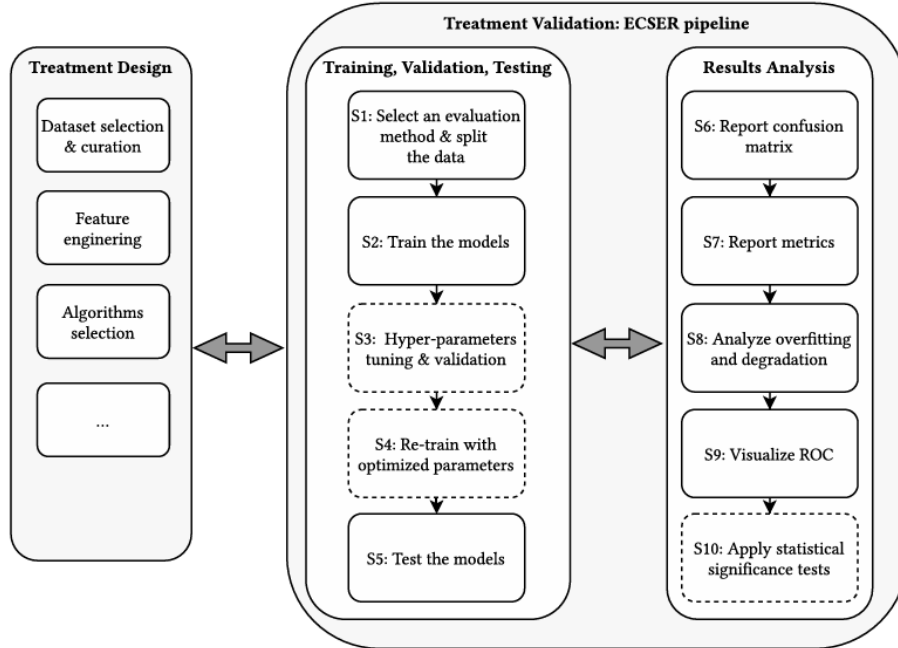 Treatment Validation: ECSER pipeline
Treatment Design
Dataset selection
& curation
Feature
enginering
Algorithms
selection
...
Training, Validation, Testing
S1: Select an evaluation
method & split
the data
S2: Train the models
S3: Hyper-parameters
tuning & validation
S4: Re-train with
optimized parameters
S5: Test the models
Results Analysis
S6: Report confusion
matrix
S7: Report metrics
S8: Analyze overfitting
and degradation
S9: Visualize ROC
S10: Apply statistical
significance tests